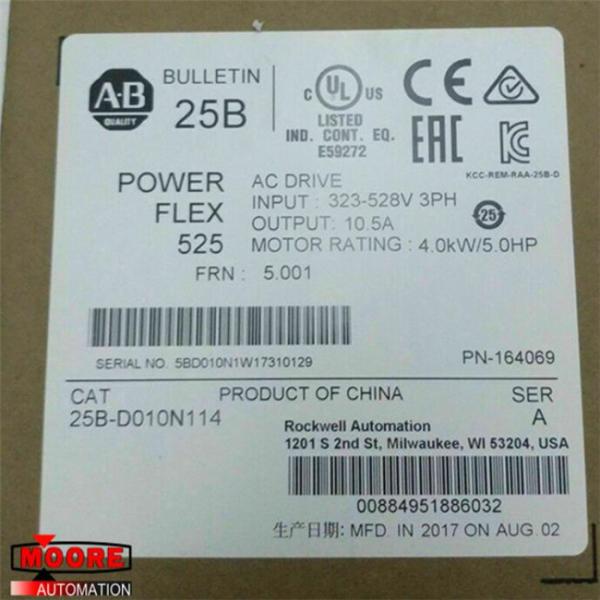 A-B
QUALITY
BULLETIN
25B
C UL US
LISTED
IND. CONT. EQ.
E59272
CE
EAC
KCC-REM-RAA-25B-D
POWER
FLEX
525
AC DRIVE
INPUT : 323-528V 3PH
OUTPUT: 10.5A
MOTOR RATING : 4.0kW/5.0HP
25
FRN : 5.001
SERIAL NO. 5BD010N1W17310129
PN-164069
CAT
25B-D010N114
PRODUCT OF CHINA
SER
A
Rockwell Automation
1201 S 2nd St, Milwaukee, WI 53204, USA
00884951886032
生产日期: MFD. IN 2017 ON AUG. 02
MOORE
AUTOMATION